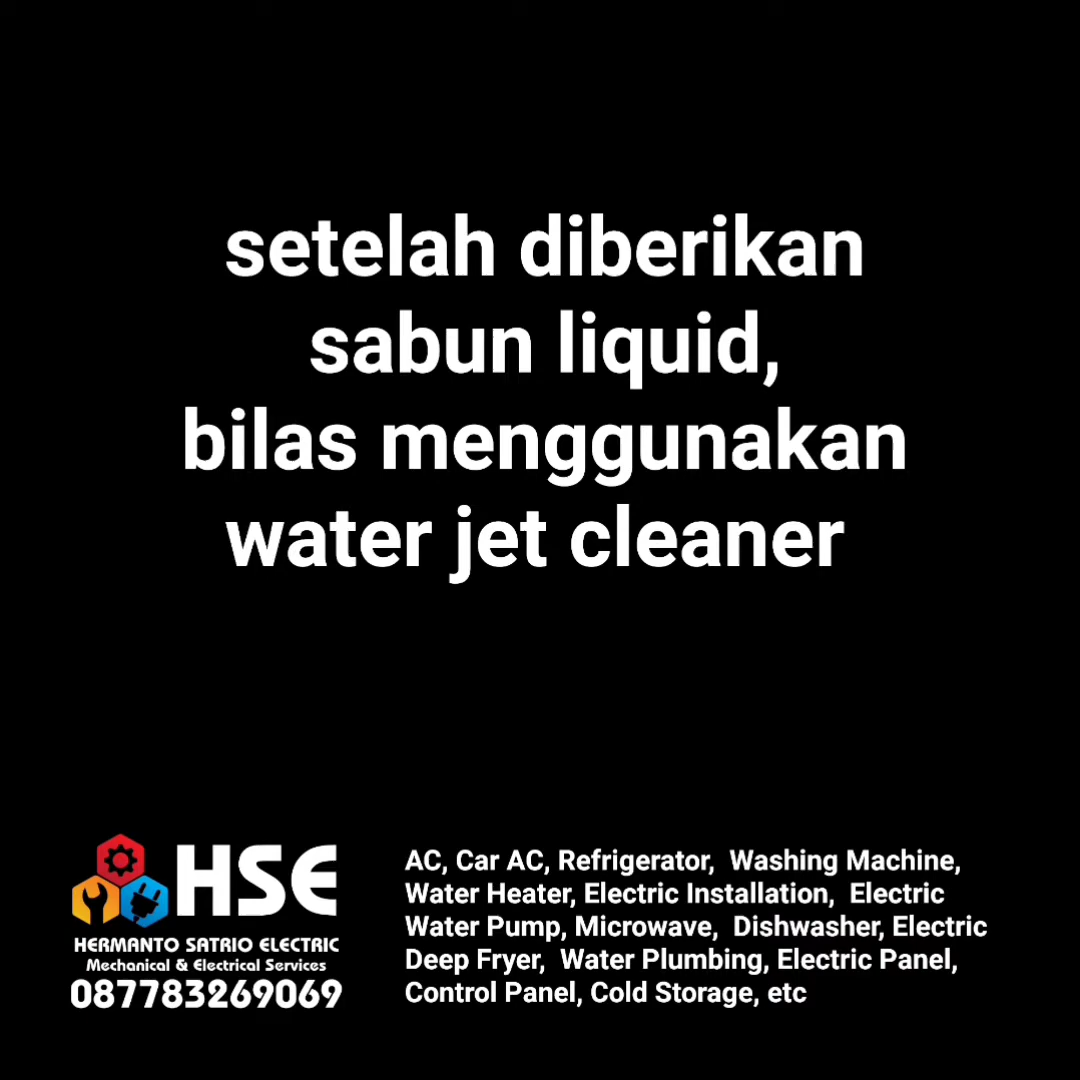 setelah diberikan
sabun liquid,
bilas menggunakan
water jet cleaner
HSE
HERMANTO SATRIO ELECTRIC
Mechanical & Electrical Services
087783269069
AC, Car AC, Refrigerator, Washing Machine,
Water Heater, Electric Installation, Electric
Water Pump, Microwave, Dishwasher, Electric
Deep Fryer, Water Plumbing, Electric Panel,
Control Panel, Cold Storage, etc